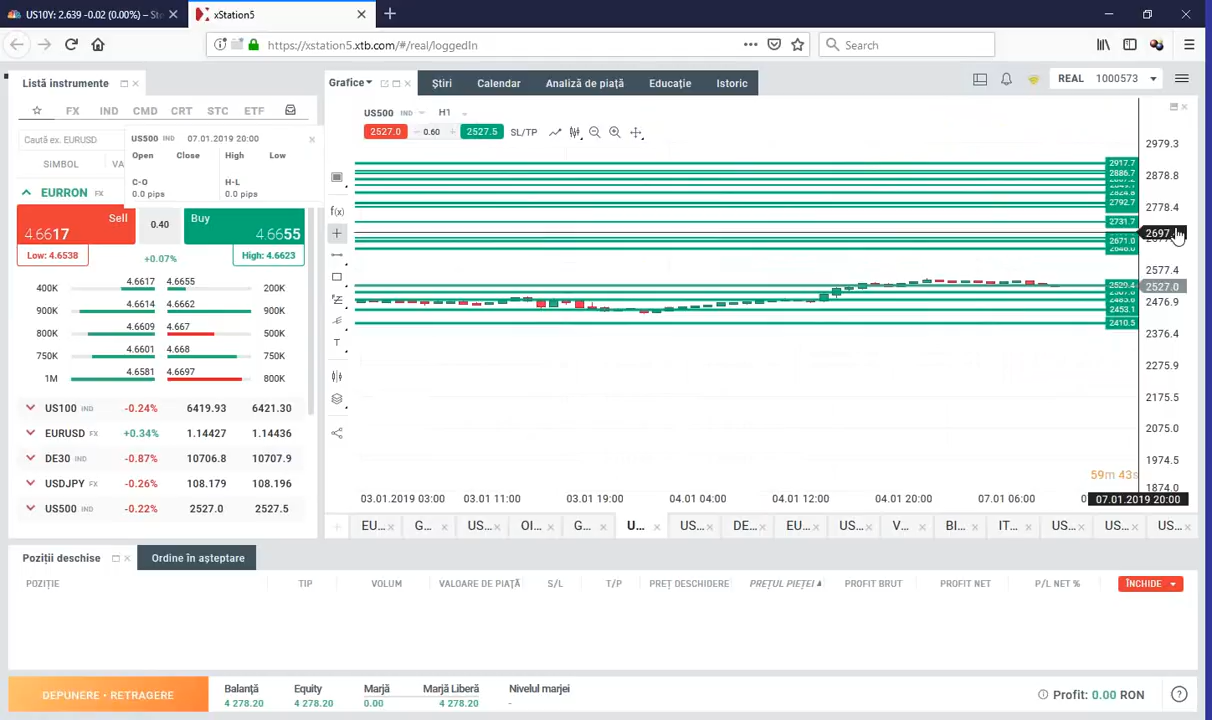 US10Y: 2.639 -0.02 (0.00%) – St
xStation5
https://xstation5.xtb.com/#/real/loggedIn
Search
Listă instrumente
Grafice
Știri
Calendar
Analiză de piață
Educație
Istoric
REAL 1000573
FX IND CMD CRT STC ETF
Caută ex. EURUSD
SIMBOL
VA
US500 IND 07.01.2019 20:00
Open Close High Low
C-O H-L
0.0 pips 0.0 pips
US500 IND H1
2527.0 0.60 2527.5 SL/TP
EURRON FX
Sell
4.6617
0.40
Buy
4.6655
Low: 4.6538
+0.07%
High: 4.6623
400K 4.6617 4.6655 200K
900K 4.6614 4.6662 900K
800K 4.6609 4.667 500K
750K 4.6601 4.668 750K
1M 4.6581 4.6697 800K
US100 IND -0.24% 6419.93 6421.30
EURUSD FX +0.34% 1.14427 1.14436
DE30 IND -0.87% 10706.8 10707.9
USDJPY FX -0.26% 108.179 108.196
US500 IND -0.22% 2527.0 2527.5
f(x)
T
2917.7
2886.7
2792.7
2731.7
2671.0
2529.4
2453.1
2410.5
2979.3
2878.8
2778.4
2697.
2577.4
2527.0
2476.9
2376.4
2275.9
2175.5
2075.0
1974.5
1874.0
59m 43s
03.01.2019 03:00 03.01 11:00 03.01 19:00 04.01 04:00 04.01 12:00 04.01 20:00 07.01 06:00 07.01.2019 20:00
EU... G... US... OI... G... U... US... DE... EU... US... V... BI... IT... US... US... US...
Poziții deschise
Ordine în așteptare
POZIȚIE TIP VOLUM VALOARE DE PIAȚĂ S/L T/P PREȚ DESCHIDERE PREȚUL PIEȚEI PROFIT BRUT PROFIT NET P/L NET % ÎNCHIDE
DEPUNERE • RETRAGERE
Balanță Equity Marjă Marjă Liberă Nivelul marjei
4 278.20 4 278.20 0.00 4 278.20 -
Profit: 0.00 RON